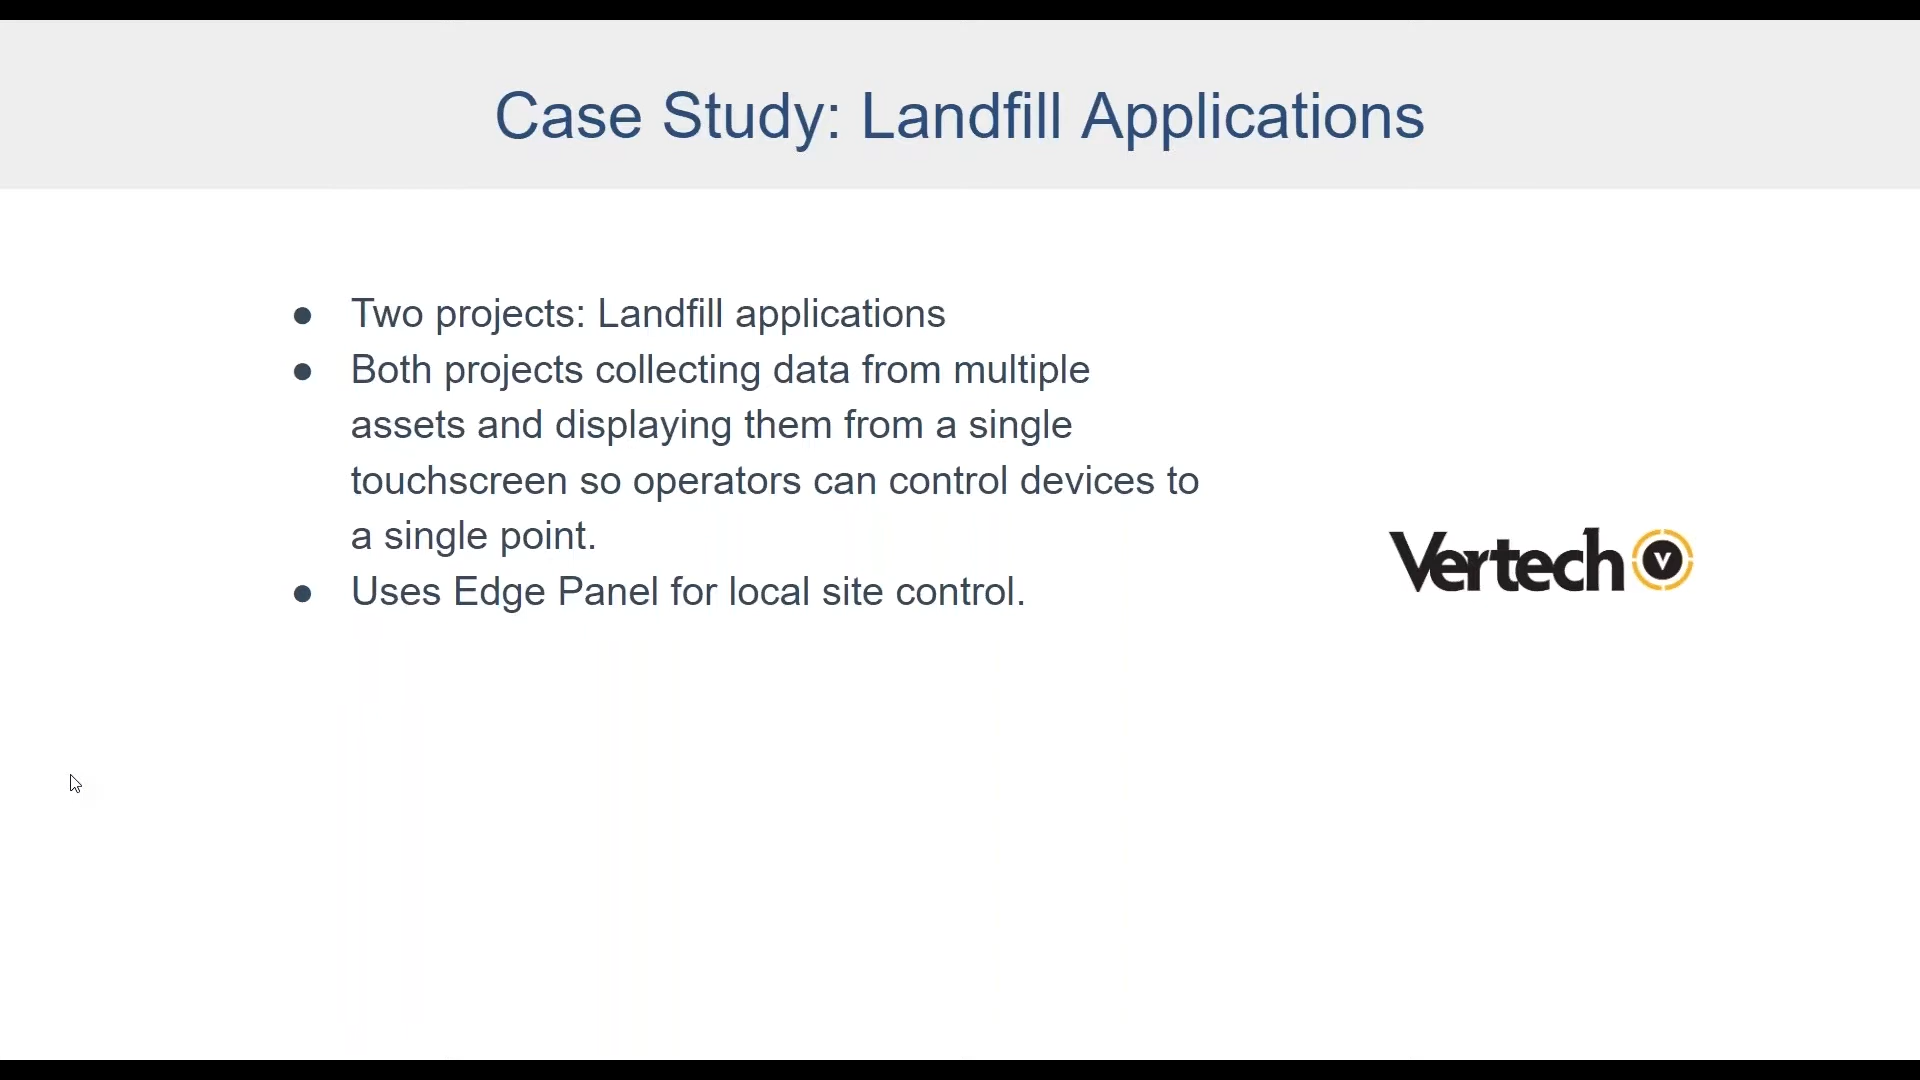 Case Study: Landfill Applications
● Two projects: Landfill applications
● Both projects collecting data from multiple
assets and displaying them from a single
touchscreen so operators can control devices to
a single point.
● Uses Edge Panel for local site control.
Vertech V